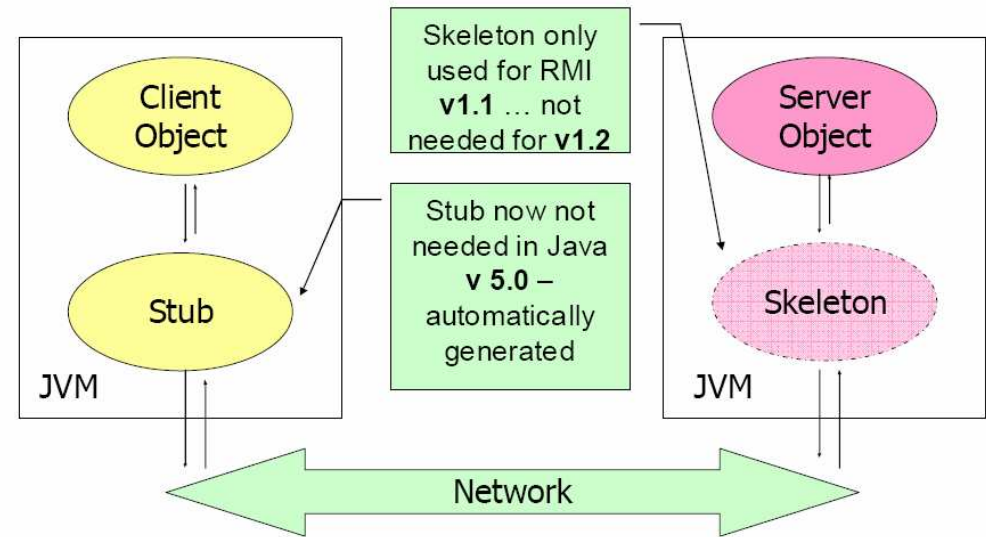 Client
Object
Stub
JVM
Skeleton only
used for RMI
v1.1 … not
needed for v1.2
Stub now not
needed in Java
v 5.0 –
automatically
generated
Server
Object
Skeleton
JVM
Network